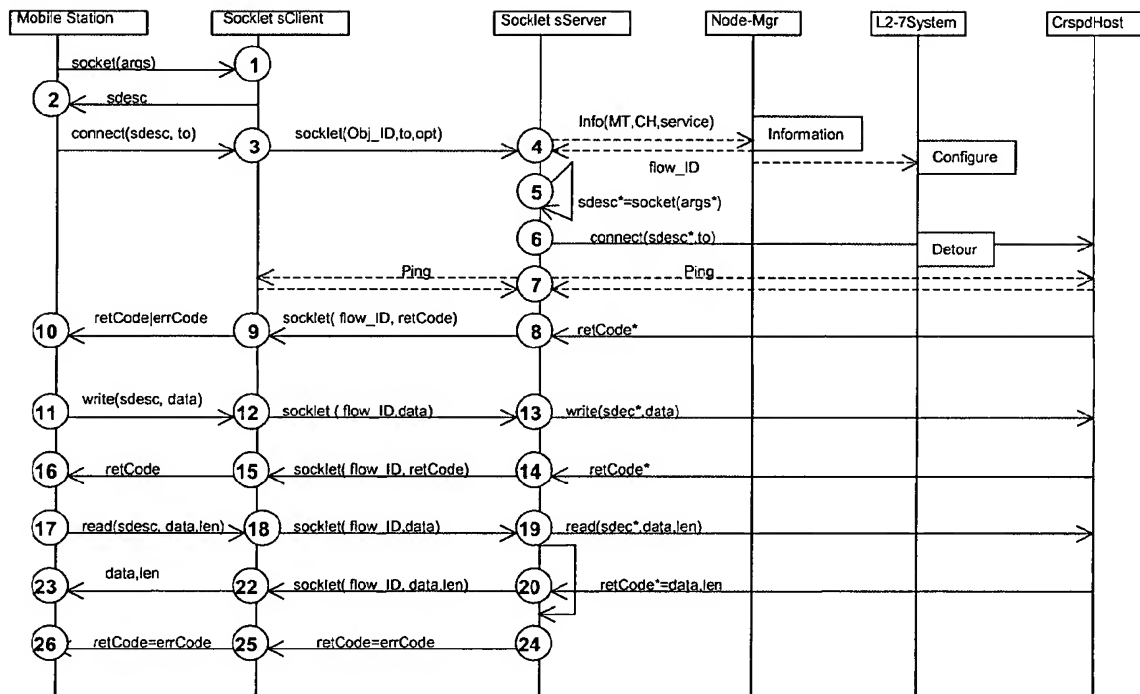 Mobile Station Socklet sClient Socklet sServer Node-Mgr L2-7System CrspdHost
socket(args) 1
2 sdesc
connect(sdesc, to) 3 socklet(Obj_ID,to,opt) 4 Info(MT,CH,service) Information
flow_ID Configure
5 sdesc*=socket(args*)
6 connect(sdesc*,to) Detour
Ping 7 Ping
10 retCode|errCode 9 socklet( flow_ID, retCode) 8 retCode*
11 write(sdesc, data) 12 socklet ( flow_ID,data) 13 write(sdec*,data)
16 retCode 15 socklet( flow_ID, retCode) 14 retCode*
17 read(sdesc, data,len) 18 socklet( flow_ID,data) 19 read(sdec*,data,len)
23 data,len 22 socklet( flow_ID, data,len) 20 retCode*=data,len
26 retCode=errCode 25 retCode=errCode 24